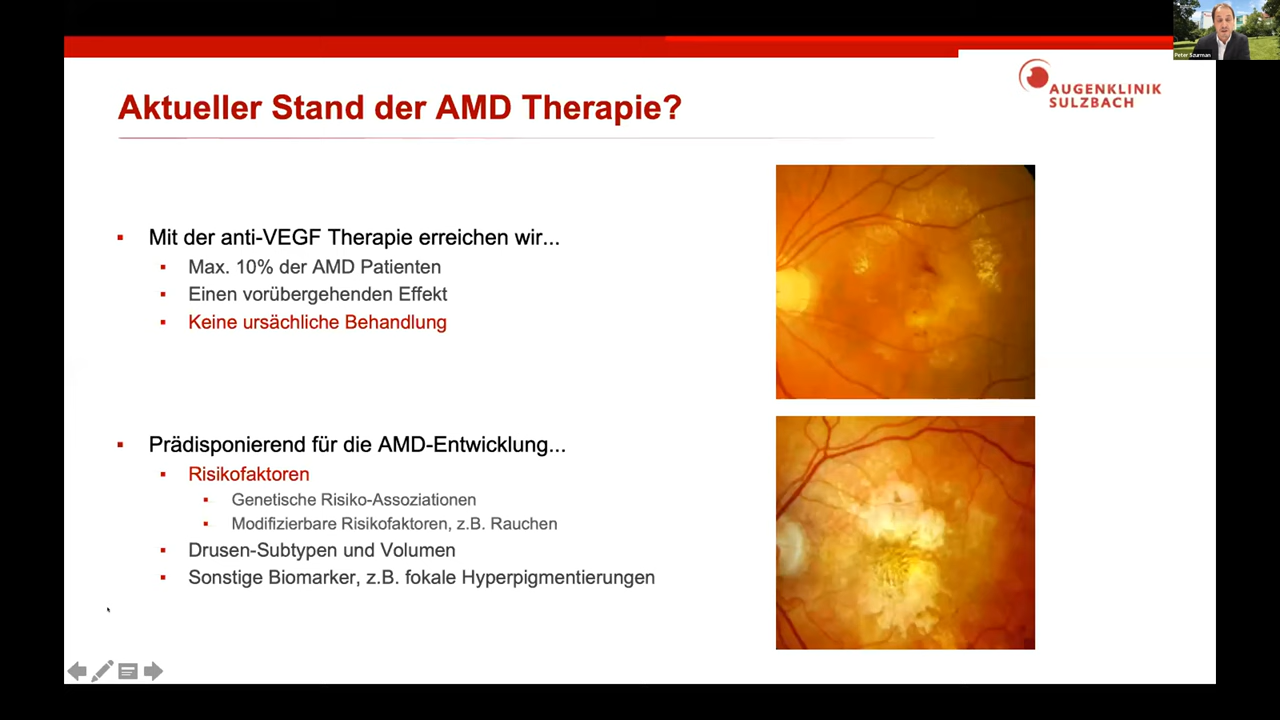 Peter Szurman
AUGENKLINIK
SULZBACH
Aktueller Stand der AMD Therapie?
Mit der anti-VEGF Therapie erreichen wir...
Max. 10% der AMD Patienten
Einen vorübergehenden Effekt
Keine ursächliche Behandlung
Prädisponierend für die AMD-Entwicklung...
Risikofaktoren
Genetische Risiko-Assoziationen
Modifizierbare Risikofaktoren, z.B. Rauchen
Drusen-Subtypen und Volumen
Sonstige Biomarker, z.B. fokale Hyperpigmentierungen